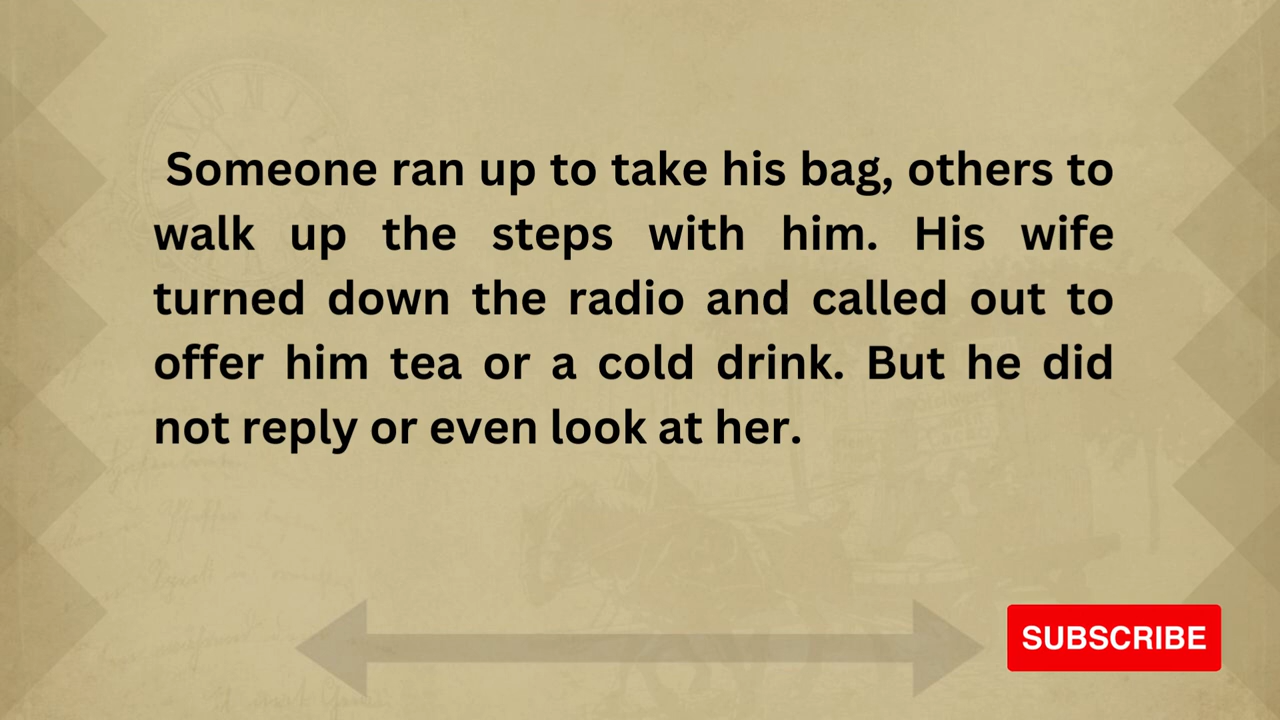 Someone ran up to take his bag, others to
walk up the steps with him. His wife
turned down the radio and called out to
offer him tea or a cold drink. But he did
not reply or even look at her.
SUBSCRIBE